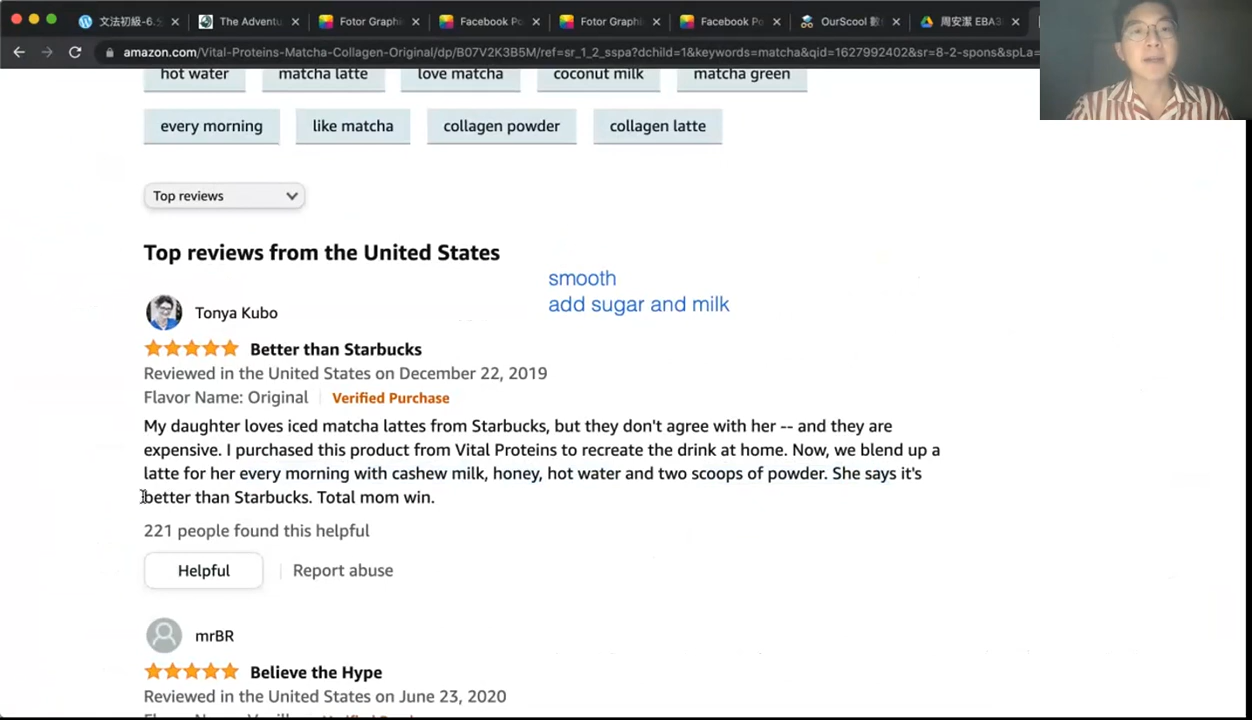 文法初級-6.
The Adventu
Fotor Graphi
Facebook Po
Fotor Graphi
Facebook Po
OurScool 數
周安潔 EBA3
amazon.com/Vital-Proteins-Matcha-Collagen-Original/dp/B07V2K3B5M/ref=sr_1_2_sspa?dchild=1&keywords=matcha&qid=1627992402&sr=8-2-spons&spLa=
hot water matcha latte love matcha coconut milk matcha green
every morning like matcha collagen powder collagen latte
Top reviews
Top reviews from the United States
smooth
add sugar and milk
Tonya Kubo
Better than Starbucks
Reviewed in the United States on December 22, 2019
Flavor Name: Original | Verified Purchase
My daughter loves iced matcha lattes from Starbucks, but they don't agree with her -- and they are
expensive. I purchased this product from Vital Proteins to recreate the drink at home. Now, we blend up a
latte for her every morning with cashew milk, honey, hot water and two scoops of powder. She says it's
better than Starbucks. Total mom win.
221 people found this helpful
Helpful | Report abuse
mrBR
Believe the Hype
Reviewed in the United States on June 23, 2020